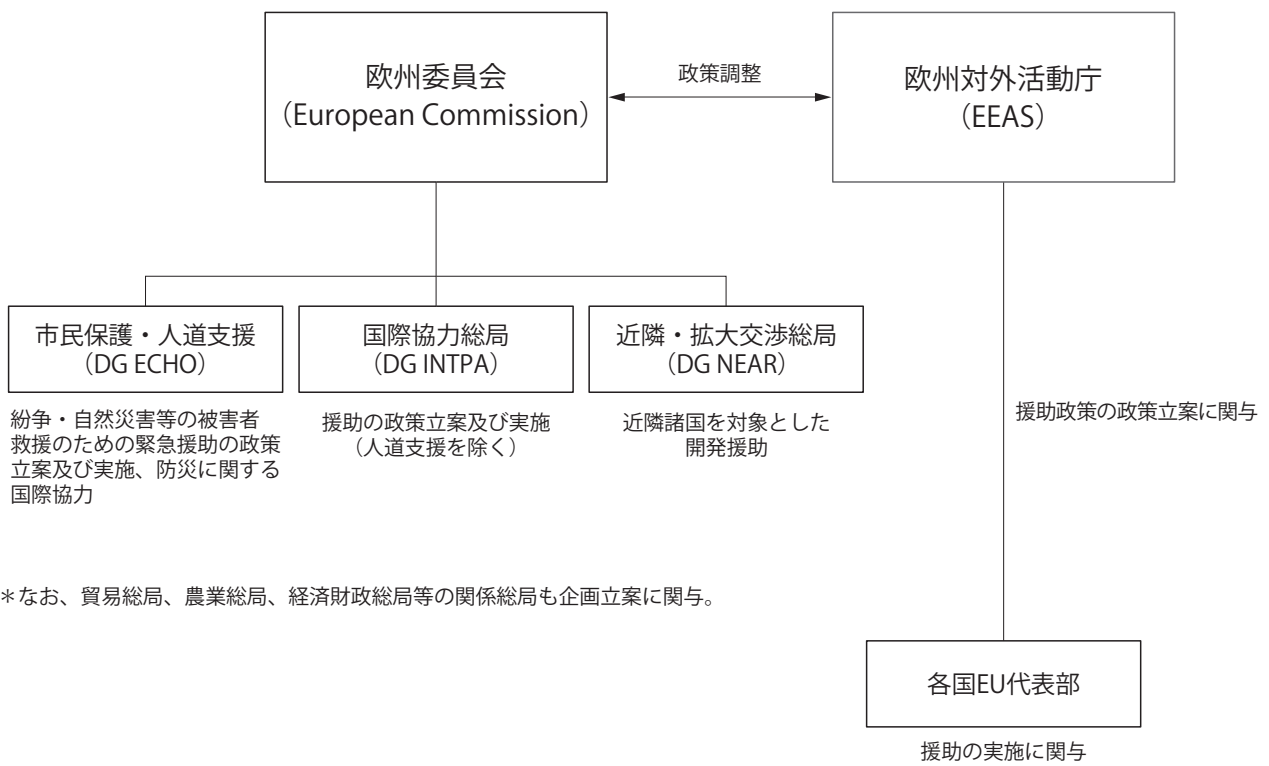 欧州委員会
（European Commission）
政策調整
欧州対外活動庁
（EEAS）
市民保護・人道支援
（DG ECHO）
国際協力総局
（DG INTPA）
近隣・拡大交渉総局
（DG NEAR）
紛争・自然災害等の被害者
救援のための緊急援助の政策
立案及び実施、防災に関する
国際協力
援助の政策立案及び実施
（人道支援を除く）
近隣諸国を対象とした
開発援助
援助政策の政策立案に関与
＊なお、貿易総局、農業総局、経済財政総局等の関係総局も企画立案に関与。
各国EU代表部
援助の実施に関与